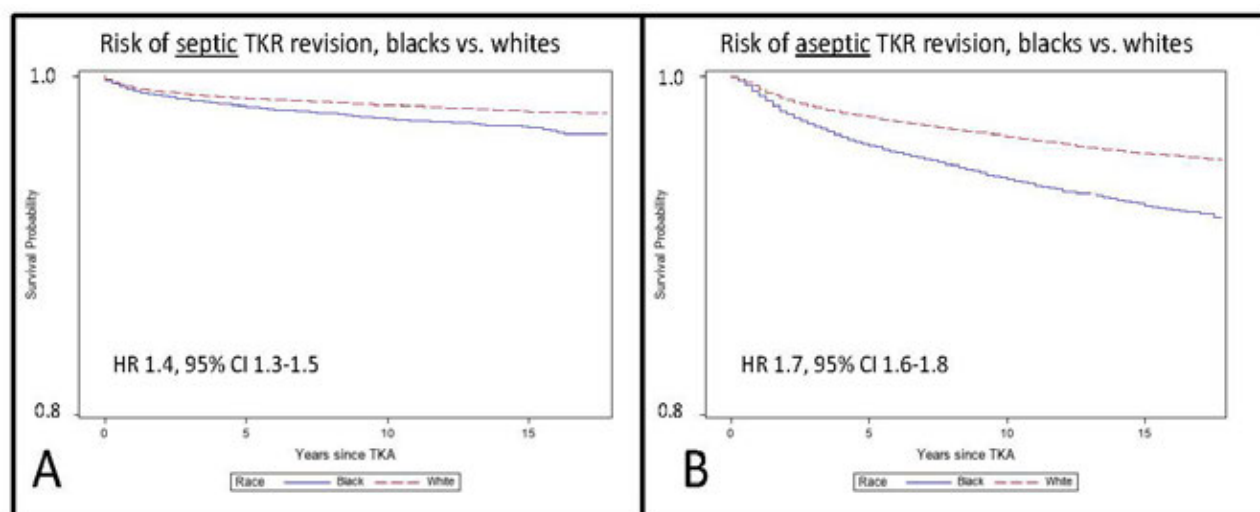 Risk of septic TKR revision, blacks vs. whites
1.0
Survival Probability
HR 1.4, 95% CI 1.3-1.5
0.8
0 5 10 15
Years since TKA
Race Black White
A
Risk of aseptic TKR revision, blacks vs. whites
1.0
Survival Probability
HR 1.7, 95% CI 1.6-1.8
0.8
0 5 10 15
Years since TKA
Race Black White
B